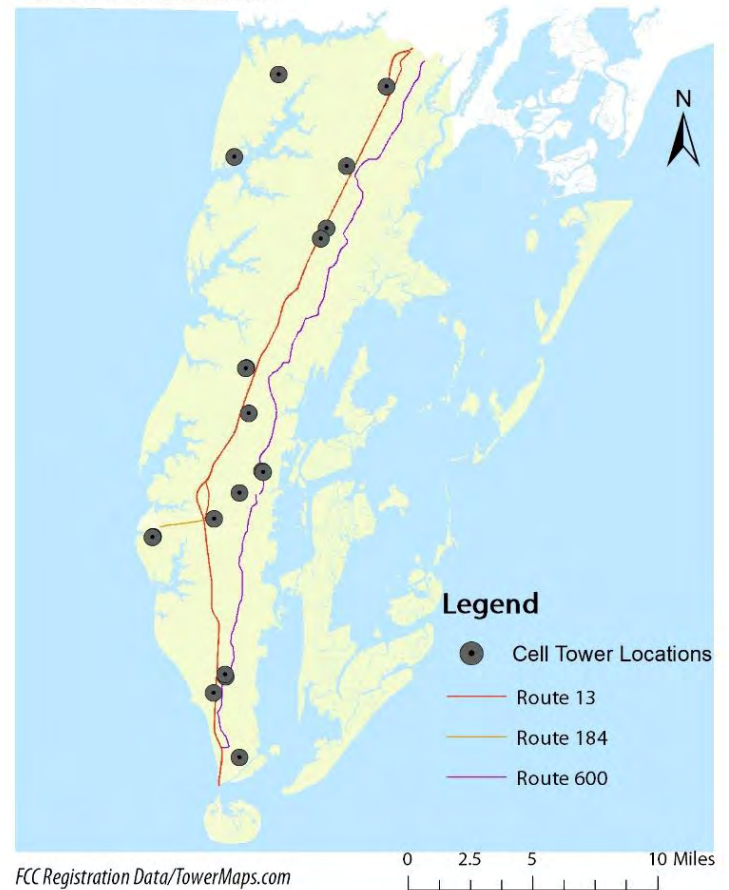 N
Legend
Cell Tower Locations
Route 13
Route 184
Route 600
0 2.5 5 10 Miles
FCC Registration Data/TowerMaps.com